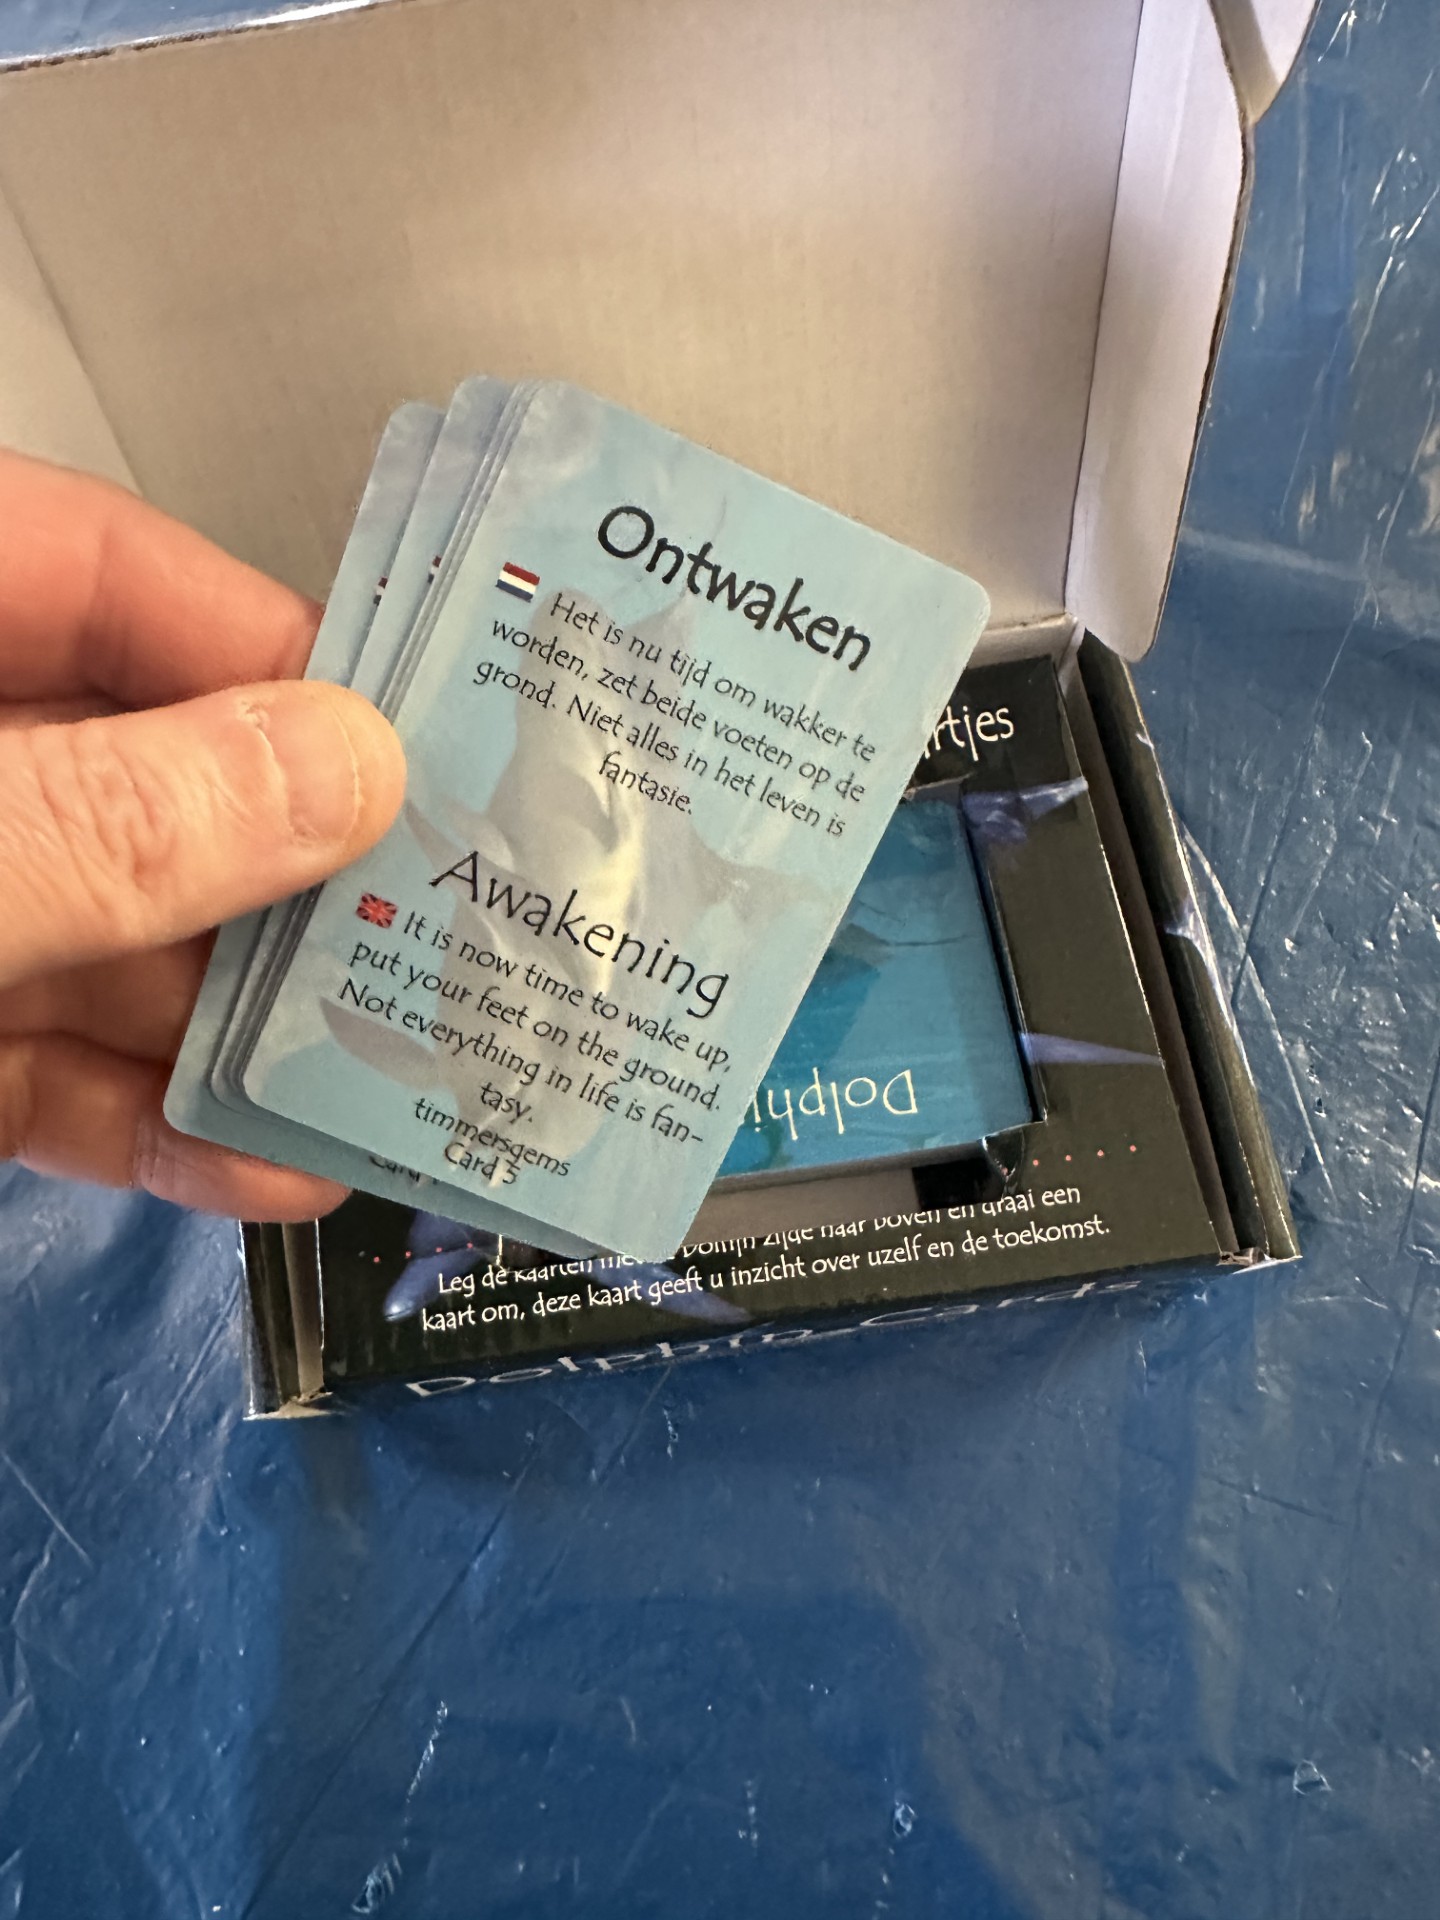 Ontwaken
Het is nu tijd om wakker te
worden, zet beide voeten op de
grond. Niet alles in het leven is
fantasie.
Awakening
It is now time to wake up,
put your feet on the ground.
Not everything in life is fan-
tasy.
timmersgems
Card 5
rtjes
Dolphi
Leg de kaarten zijde naar boven en draai een
kaart om, deze kaart geeft u inzicht over uzelf en de toekomst.
Dolphin Cards